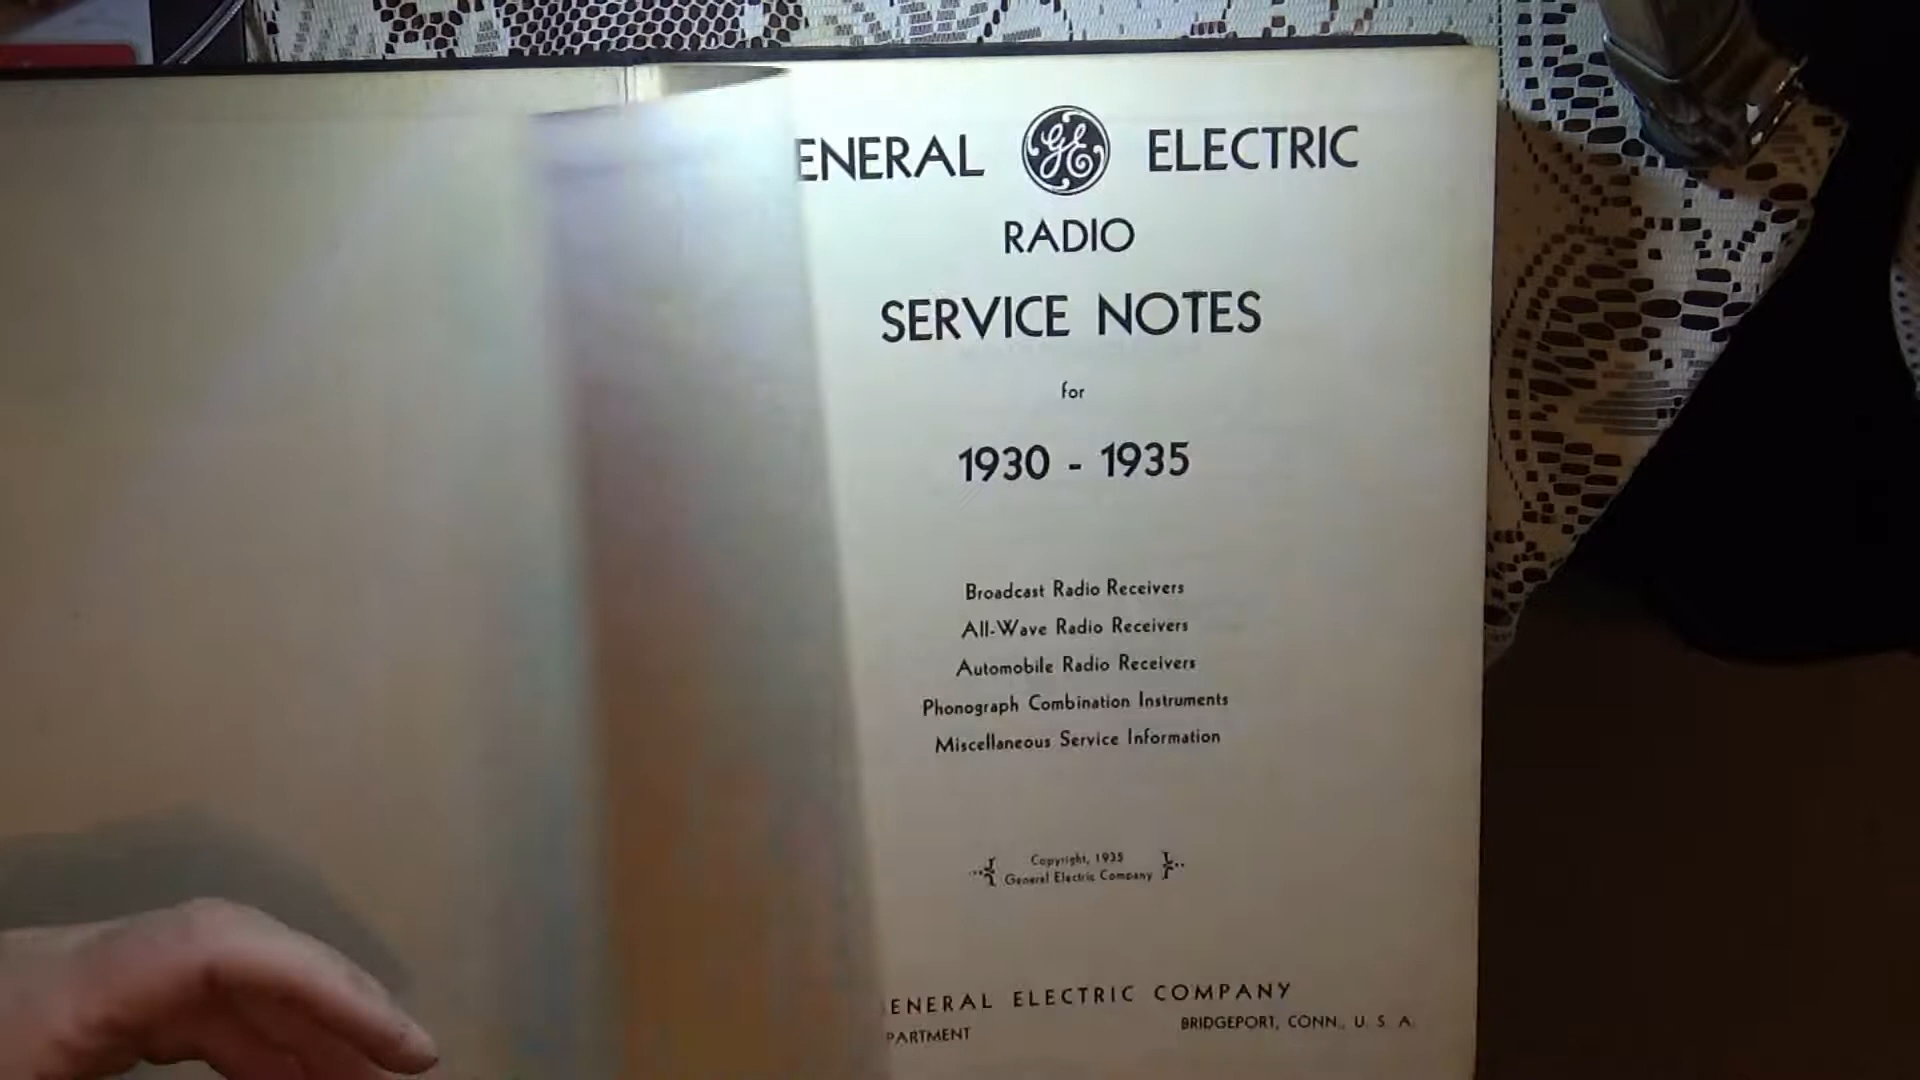 ENERAL GE ELECTRIC
RADIO
SERVICE NOTES
for
1930 - 1935
Broadcast Radio Receivers
All-Wave Radio Receivers
Automobile Radio Receivers
Phonograph Combination Instruments
Miscellaneous Service Information
Copyright, 1935
General Electric Company
ENERAL ELECTRIC COMPANY
PARTMENT BRIDGEPORT, CONN., U. S. A.